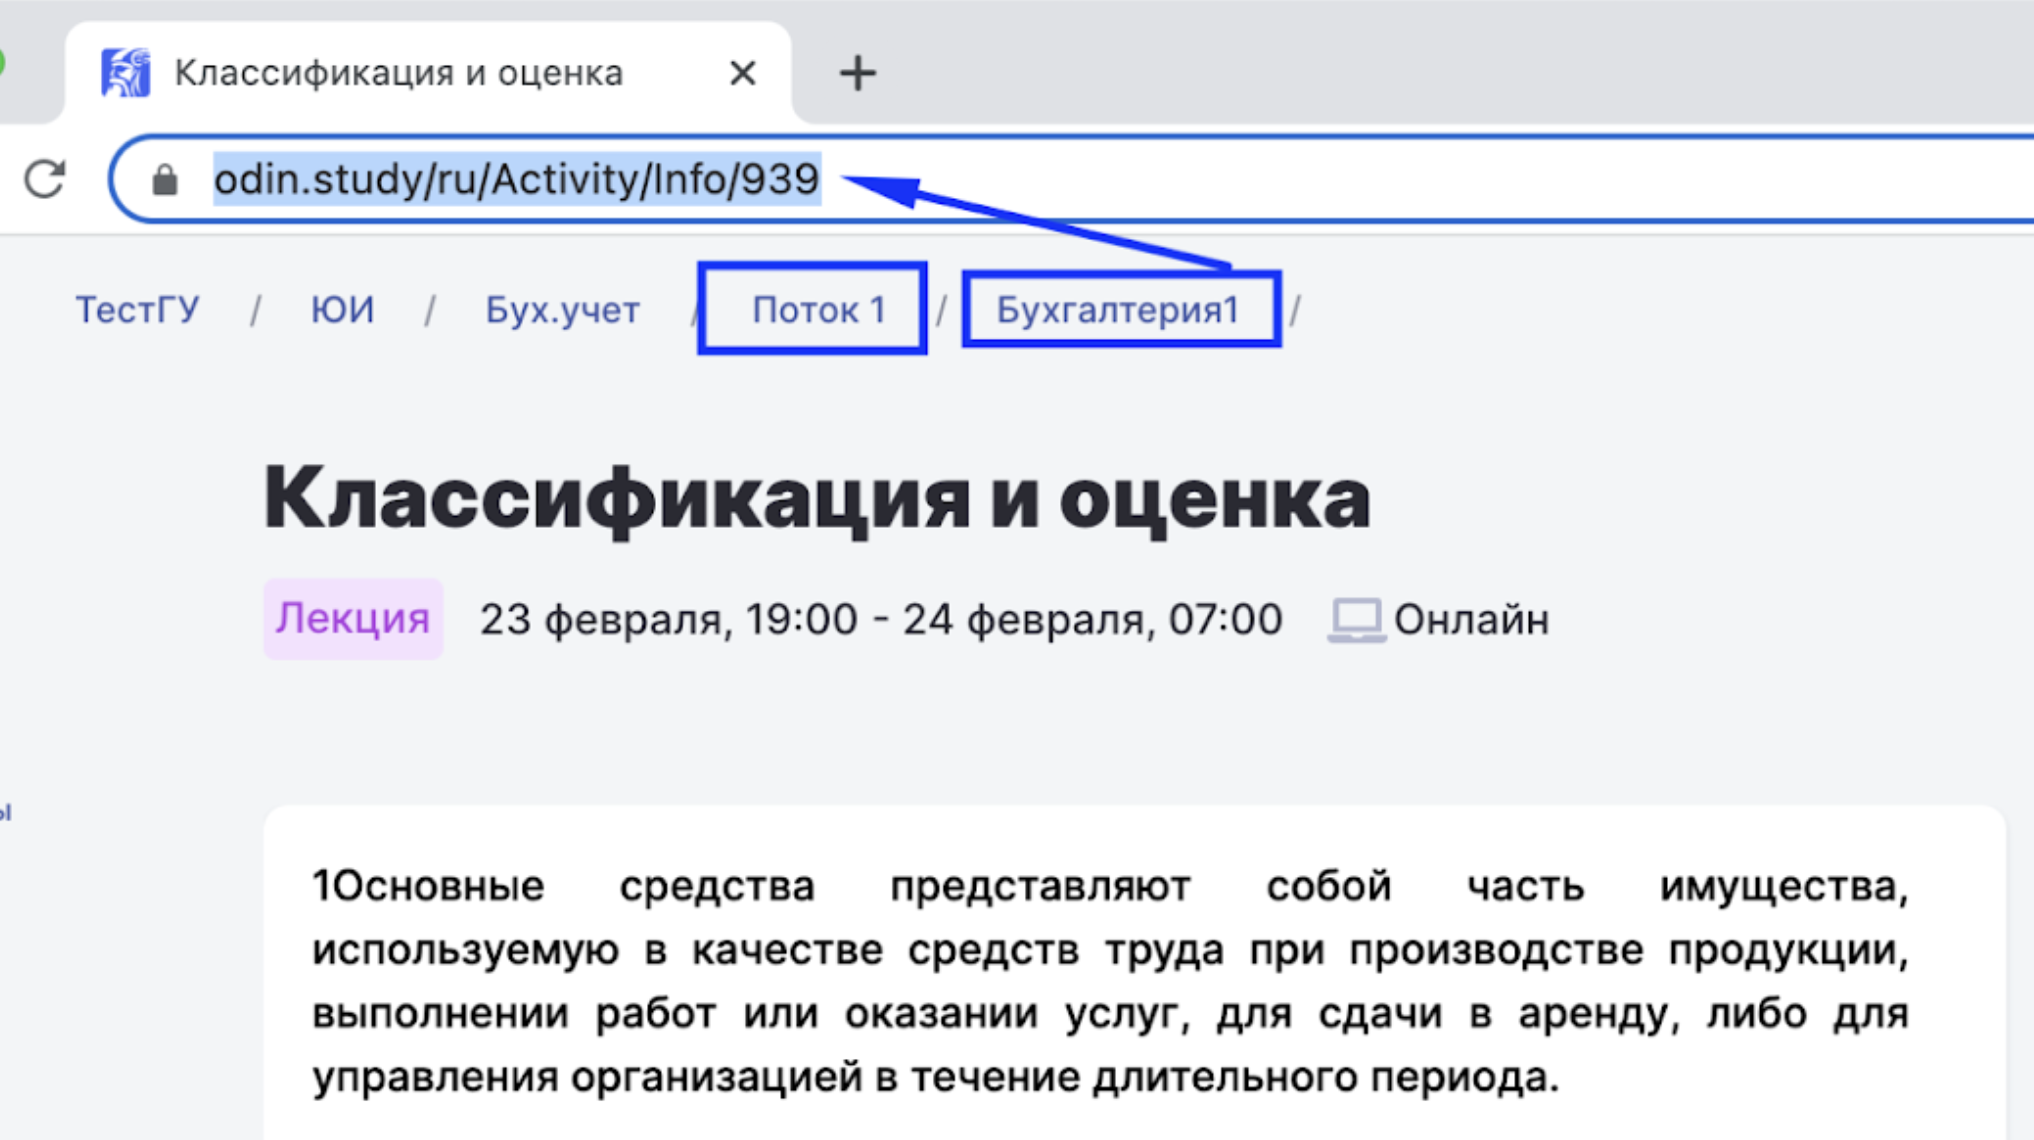 Классификация и оценка
odin.study/ru/Activity/Info/939
ТестГУ / ЮИ / Бух.учет / Поток 1 / Бухгалтерия1 /
Классификация и оценка
Лекция 23 февраля, 19:00 - 24 февраля, 07:00 Онлайн
ы
1Основные средства представляют собой часть имущества,
используемую в качестве средств труда при производстве продукции,
выполнении работ или оказании услуг, для сдачи в аренду, либо для
управления организацией в течение длительного периода.